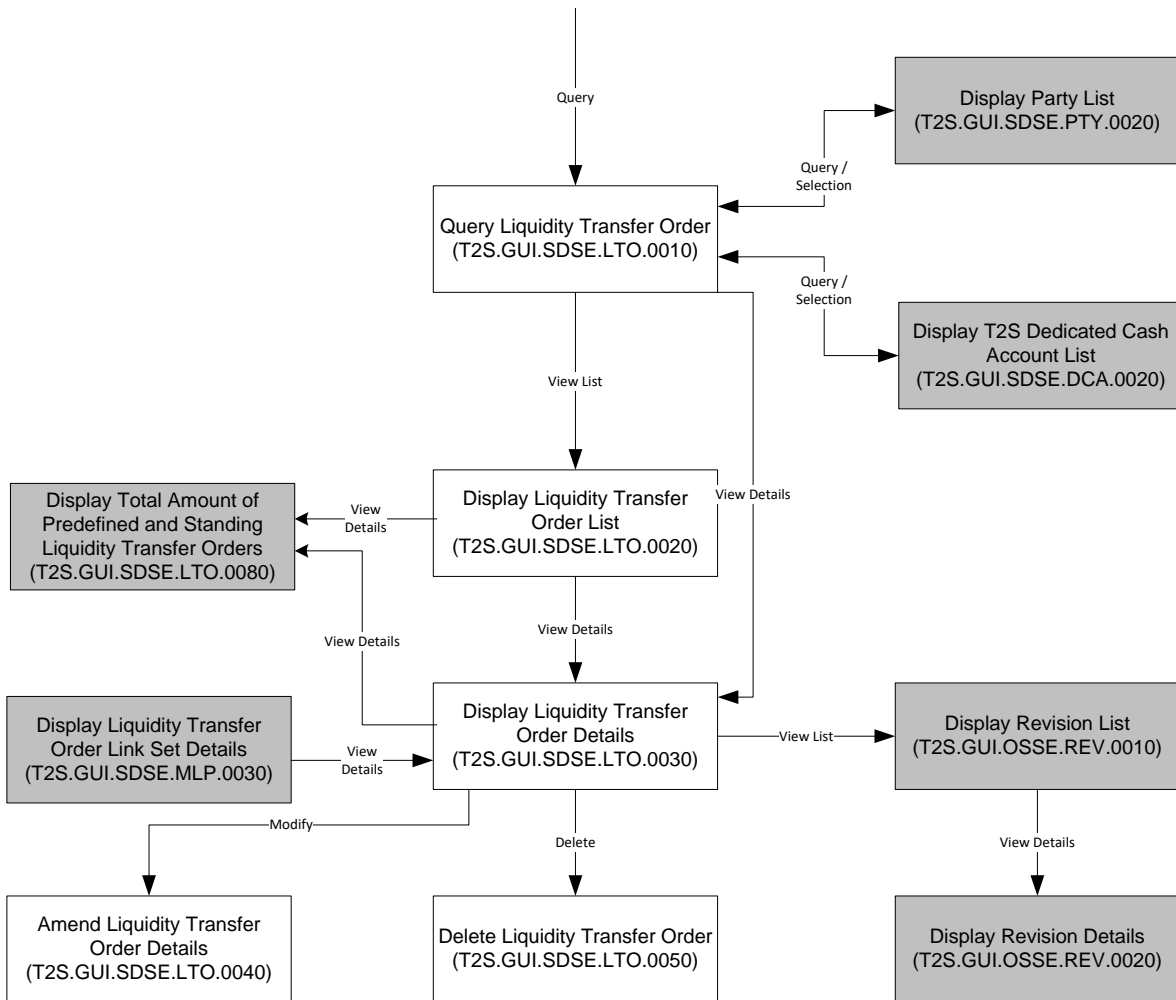 Query
Display Party List
(T2S.GUI.SDSE.PTY.0020)
Query /
Selection
Query Liquidity Transfer Order
(T2S.GUI.SDSE.LTO.0010)
Query /
Selection
Display T2S Dedicated Cash
Account List
(T2S.GUI.SDSE.DCA.0020)
View List
Display Total Amount of
Predefined and Standing
Liquidity Transfer Orders
(T2S.GUI.SDSE.LTO.0080)
View
Details
Display Liquidity Transfer
Order List
(T2S.GUI.SDSE.LTO.0020)
View Details
View Details
View Details
Display Liquidity Transfer
Order Link Set Details
(T2S.GUI.SDSE.MLP.0030)
View
Details
Display Liquidity Transfer
Order Details
(T2S.GUI.SDSE.LTO.0030)
View List
Display Revision List
(T2S.GUI.OSSE.REV.0010)
Modify
Delete
View Details
Amend Liquidity Transfer
Order Details
(T2S.GUI.SDSE.LTO.0040)
Delete Liquidity Transfer Order
(T2S.GUI.SDSE.LTO.0050)
Display Revision Details
(T2S.GUI.OSSE.REV.0020)